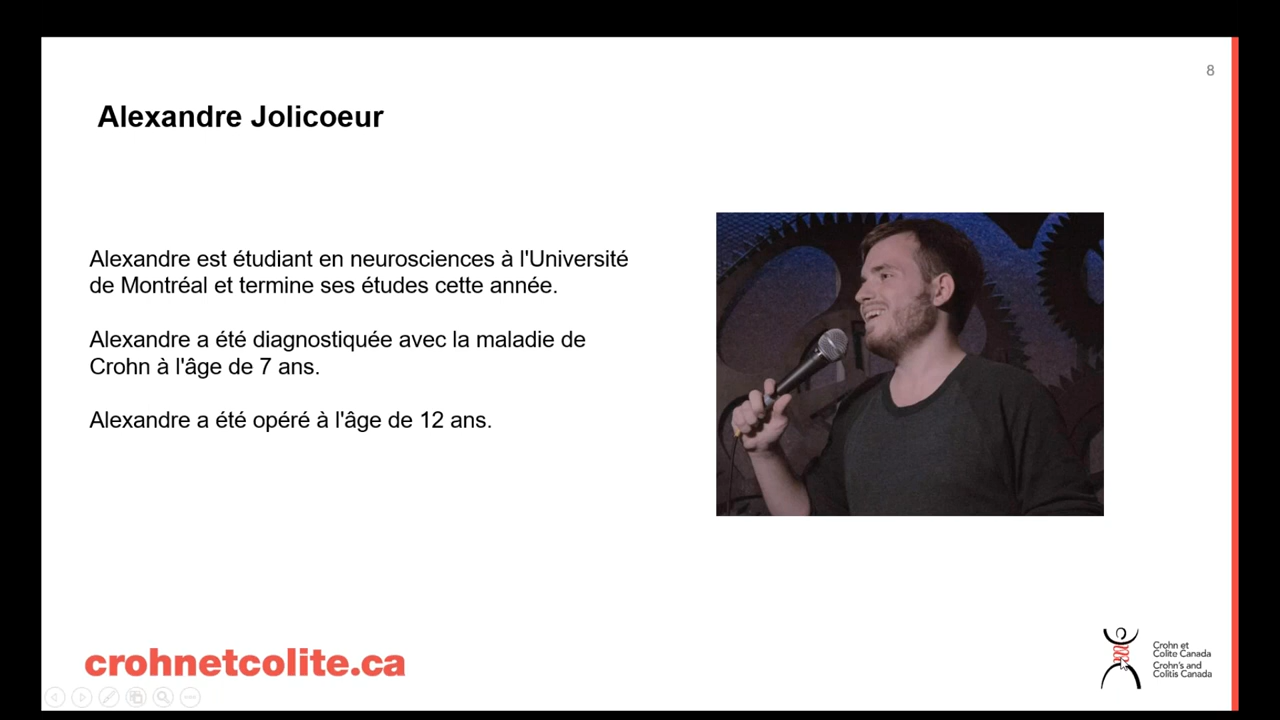 8
Alexandre Jolicoeur
Alexandre est étudiant en neurosciences à l'Université
de Montréal et termine ses études cette année.
Alexandre a été diagnostiquée avec la maladie de
Crohn à l'âge de 7 ans.
Alexandre a été opéré à l'âge de 12 ans.
crohnetcolite.ca
Crohn et
Colite Canada
Crohn's and
Colitis Canada